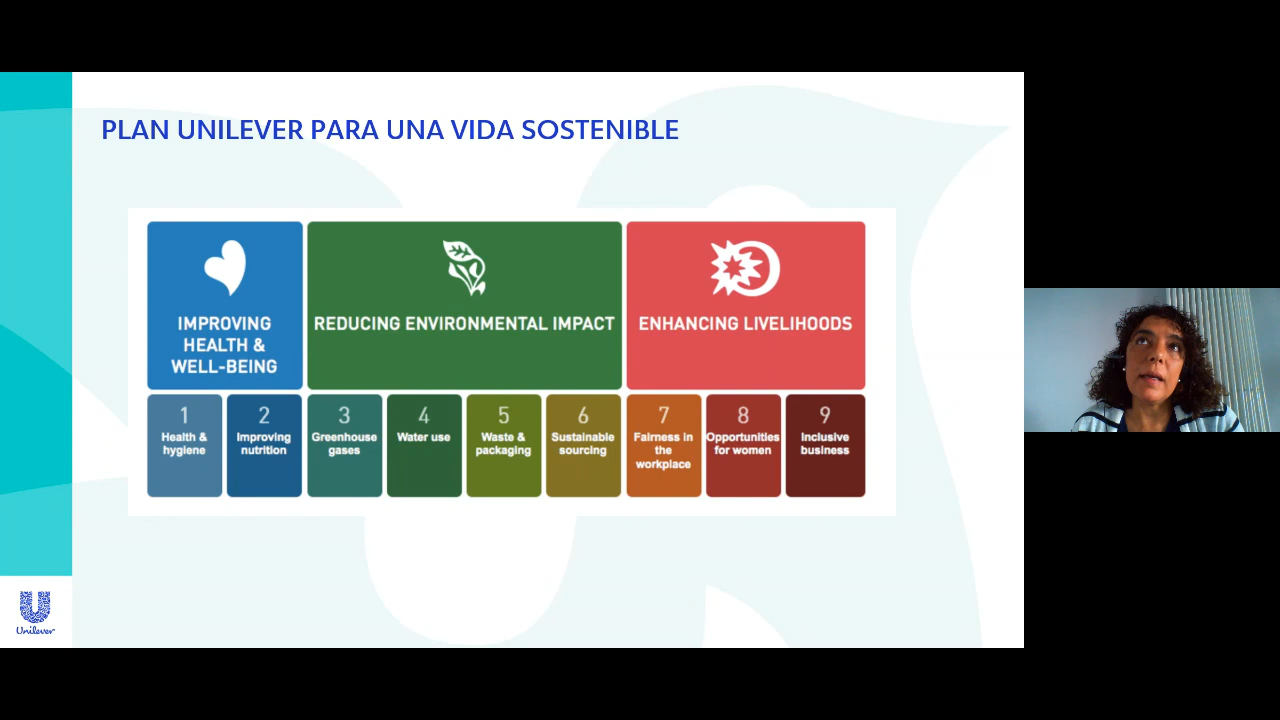 PLAN UNILEVER PARA UNA VIDA SOSTENIBLE
IMPROVING
HEALTH &
WELL-BEING
REDUCING ENVIRONMENTAL IMPACT
ENHANCING LIVELIHOODS
1
Health &
hygiene
2
Improving
nutrition
3
Greenhouse
gases
4
Water use
5
Waste &
packaging
6
Sustainable
sourcing
7
Fairness in
the
workplace
8
Opportunities
for women
9
Inclusive
business
Unilever